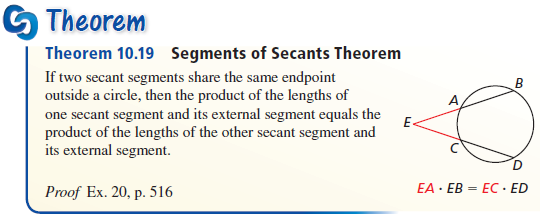 Theorem
Theorem 10.19 Segments of Secants Theorem
If two secant segments share the same endpoint
outside a circle, then the product of the lengths of
one secant segment and its external segment equals the
product of the lengths of the other secant segment and
its external segment.
Proof Ex. 20, p. 516
B
A
E
C
D
EA · EB = EC · ED